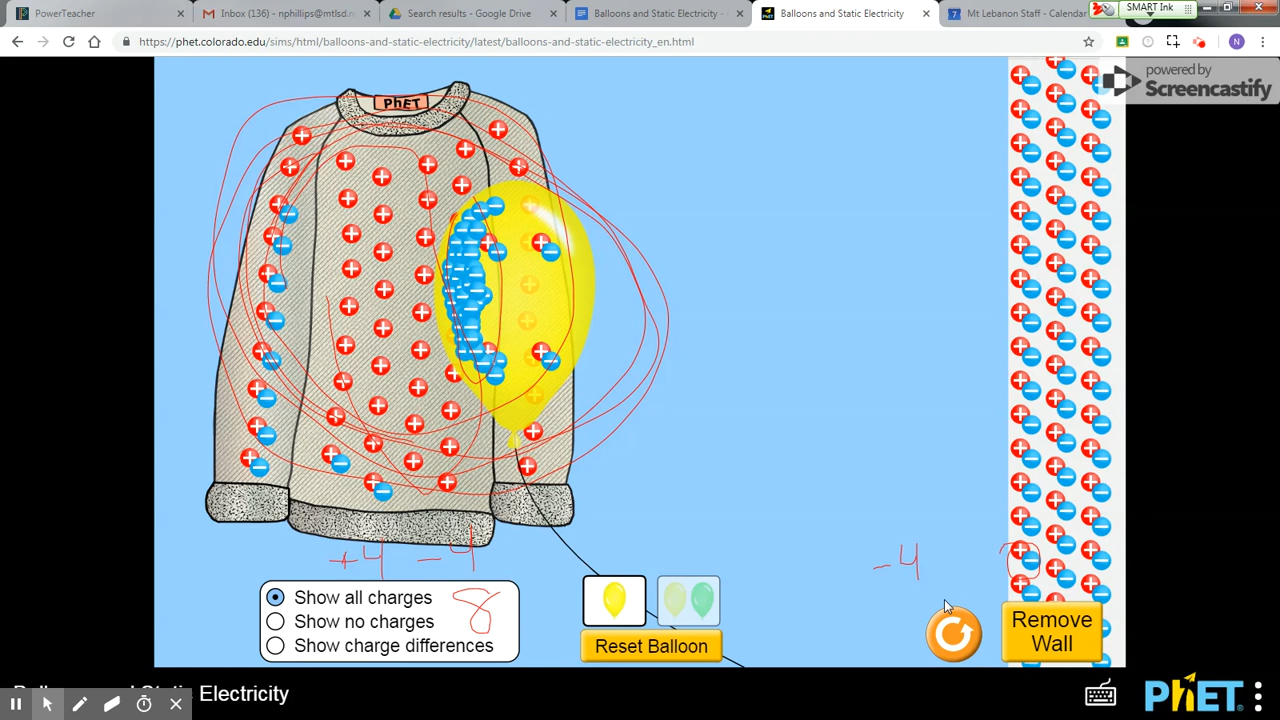 PowerTeacher
Inbox (136) - nphillips@mtlsd.n
Search results - Google Drive
Balloons and Static Electricity
Balloons and Static Electricity
Mt Lebanon Staff - Calendar
SMART Ink
https://phet.colorado.edu/sims/html/balloons-and-static-electricity/latest/balloons-and-static-electricity_en.html
N
powered by
Screencastify
PhET
+4 -4
-4
Show all charges 8
Show no charges
Show charge differences
Reset Balloon
Remove
Wall
Static Electricity
PhET